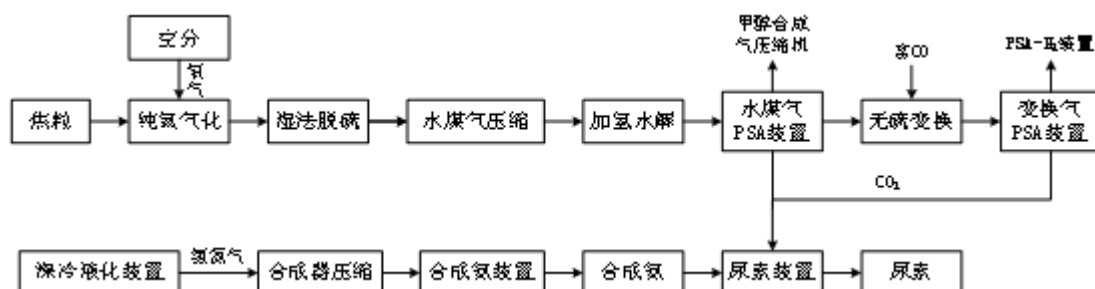 空分
氧气
甲醇合成
气压缩机
富CO
PSA-H₂装置
焦粒
纯氧气化
湿法脱硫
水煤气压缩
加氢水解
水煤气
PSA装置
无硫变换
变换气
PSA装置
CO₂
深冷液化装置
氢氮气
合成器压缩
合成氨装置
合成氨
尿素装置
尿素